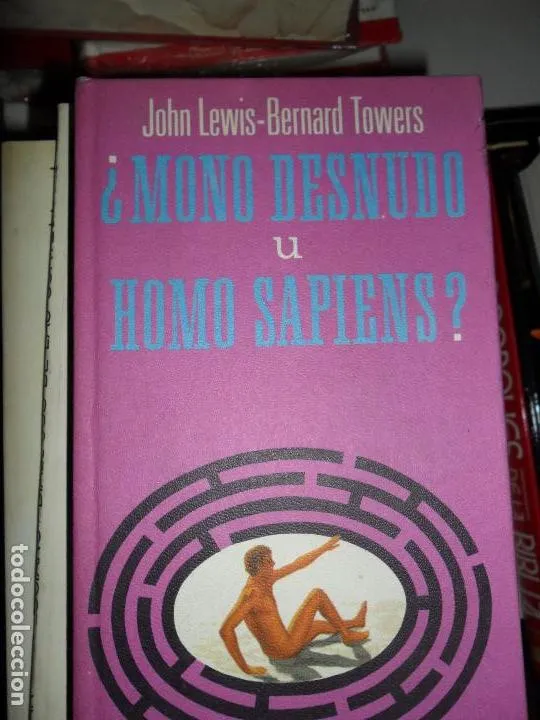 John Lewis-Bernard Towers
¿MONO DESNUDO
u
HOMO SAPIENS?
todocoleccion